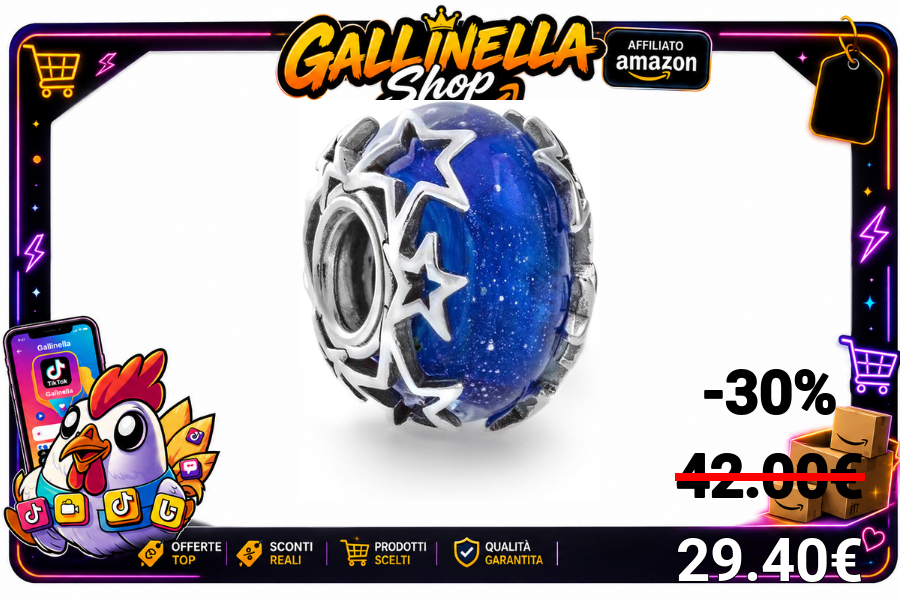 GALLINELLA
Shop
AFFILIATO
amazon
Gallinella
TikTok
Gallinella
-30%
42.00€
29.40€
OFFERTE
TOP
SCONTI
REALI
PRODOTTI
SCELTI
QUALITÀ
GARANTITA